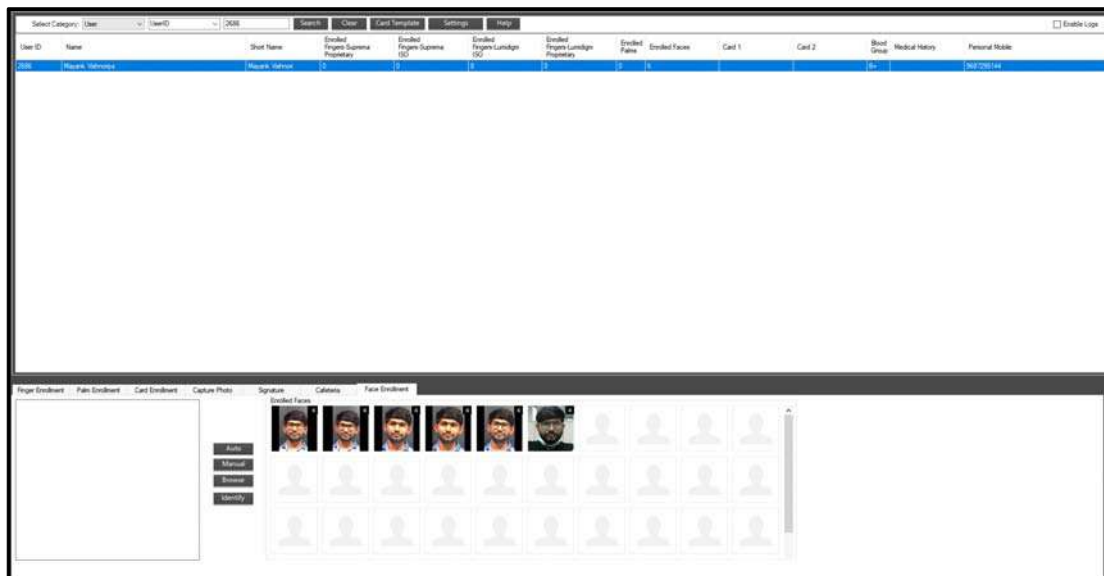 Select Category: User UserID 2686 Search Clear Card Template Settings Help Enable Logs
User ID Name Short Name Enrolled Fingers-Suprema Proprietary Enrolled Fingers-Suprema ISO Enrolled Fingers-Lumidigm ISO Enrolled Fingers-Lumidigm Proprietary Enrolled Palms Enrolled Faces Card 1 Card 2 Blood Group Medical History Personal Mobile
2686 Mayank 0 0 0 0 0 6
Finger Enrollment Palm Enrollment Card Enrollment Capture Photo Signature Cafeteria Face Enrollment
Enrolled Faces
Auto
Manual
Browse
Identify